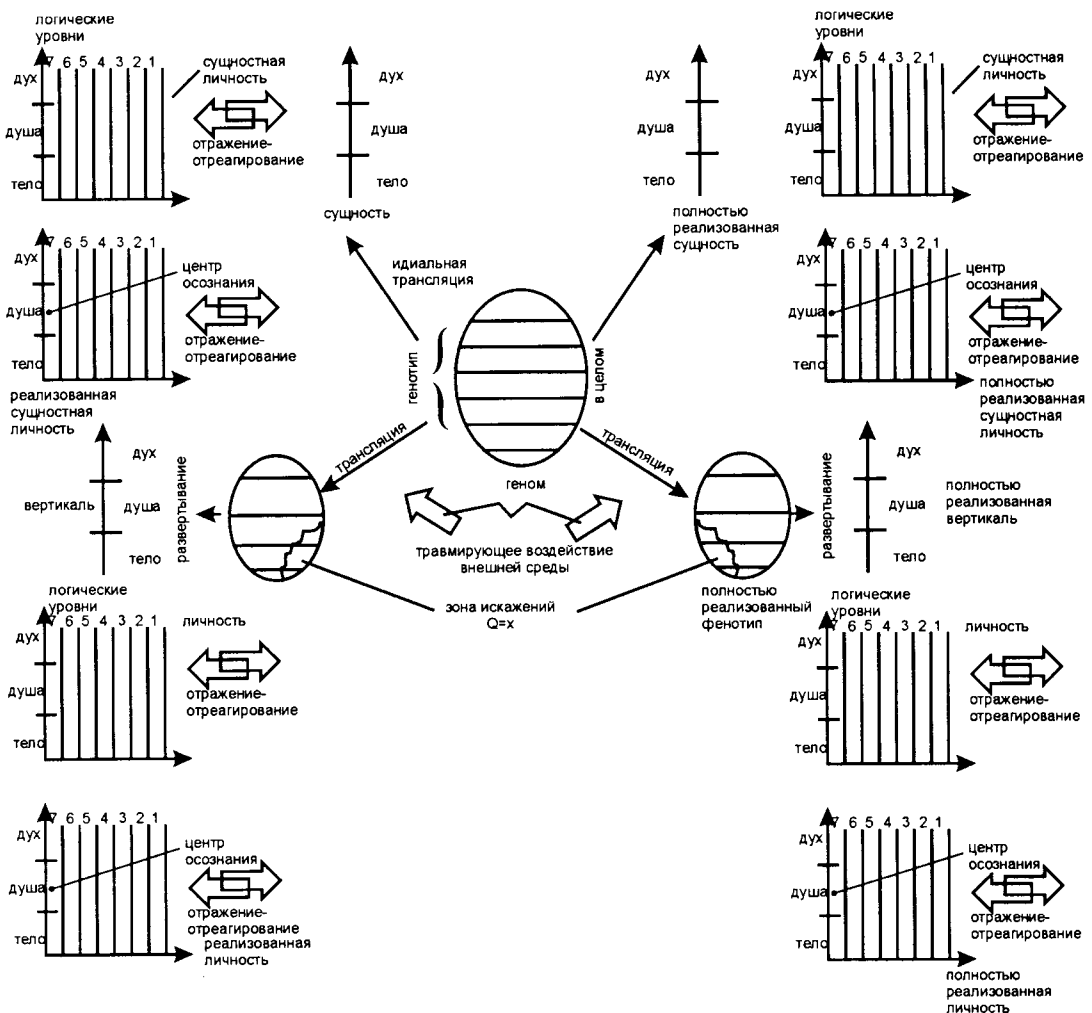 логические
уровни
7 6 5 4 3 2 1
дух
душа
тело
сущностная
личность
отражение-
отреагирование
дух
душа
тело
сущность
дух
душа
тело
полностью
реализованная
сущность
логические
уровни
7 6 5 4 3 2 1
дух
душа
тело
сущностная
личность
отражение-
отреагирование
7 6 5 4 3 2 1
дух
душа
тело
центр
осознания
отражение-
отреагирование
реализованная
сущностная
личность
идиальная
трансляция
генотип
в целом
геном
трансляция
трансляция
7 6 5 4 3 2 1
дух
душа
тело
центр
осознания
отражение-
отреагирование
полностью
реализованная
сущностная
личность
вертикаль
дух
душа
тело
развертывание
травмирующее воздействие
внешней среды
зона искажений
Q=x
полностью
реализованный
фенотип
развертывание
дух
душа
тело
полностью
реализованная
вертикаль
логические
уровни
7 6 5 4 3 2 1
дух
душа
тело
личность
отражение-
отреагирование
логические
уровни
7 6 5 4 3 2 1
дух
душа
тело
личность
отражение-
отреагирование
7 6 5 4 3 2 1
дух
душа
тело
центр
осознания
отражение-
отреагирование
реализованная
личность
7 6 5 4 3 2 1
дух
душа
тело
центр
осознания
отражение-
отреагирование
полностью
реализованная
личность